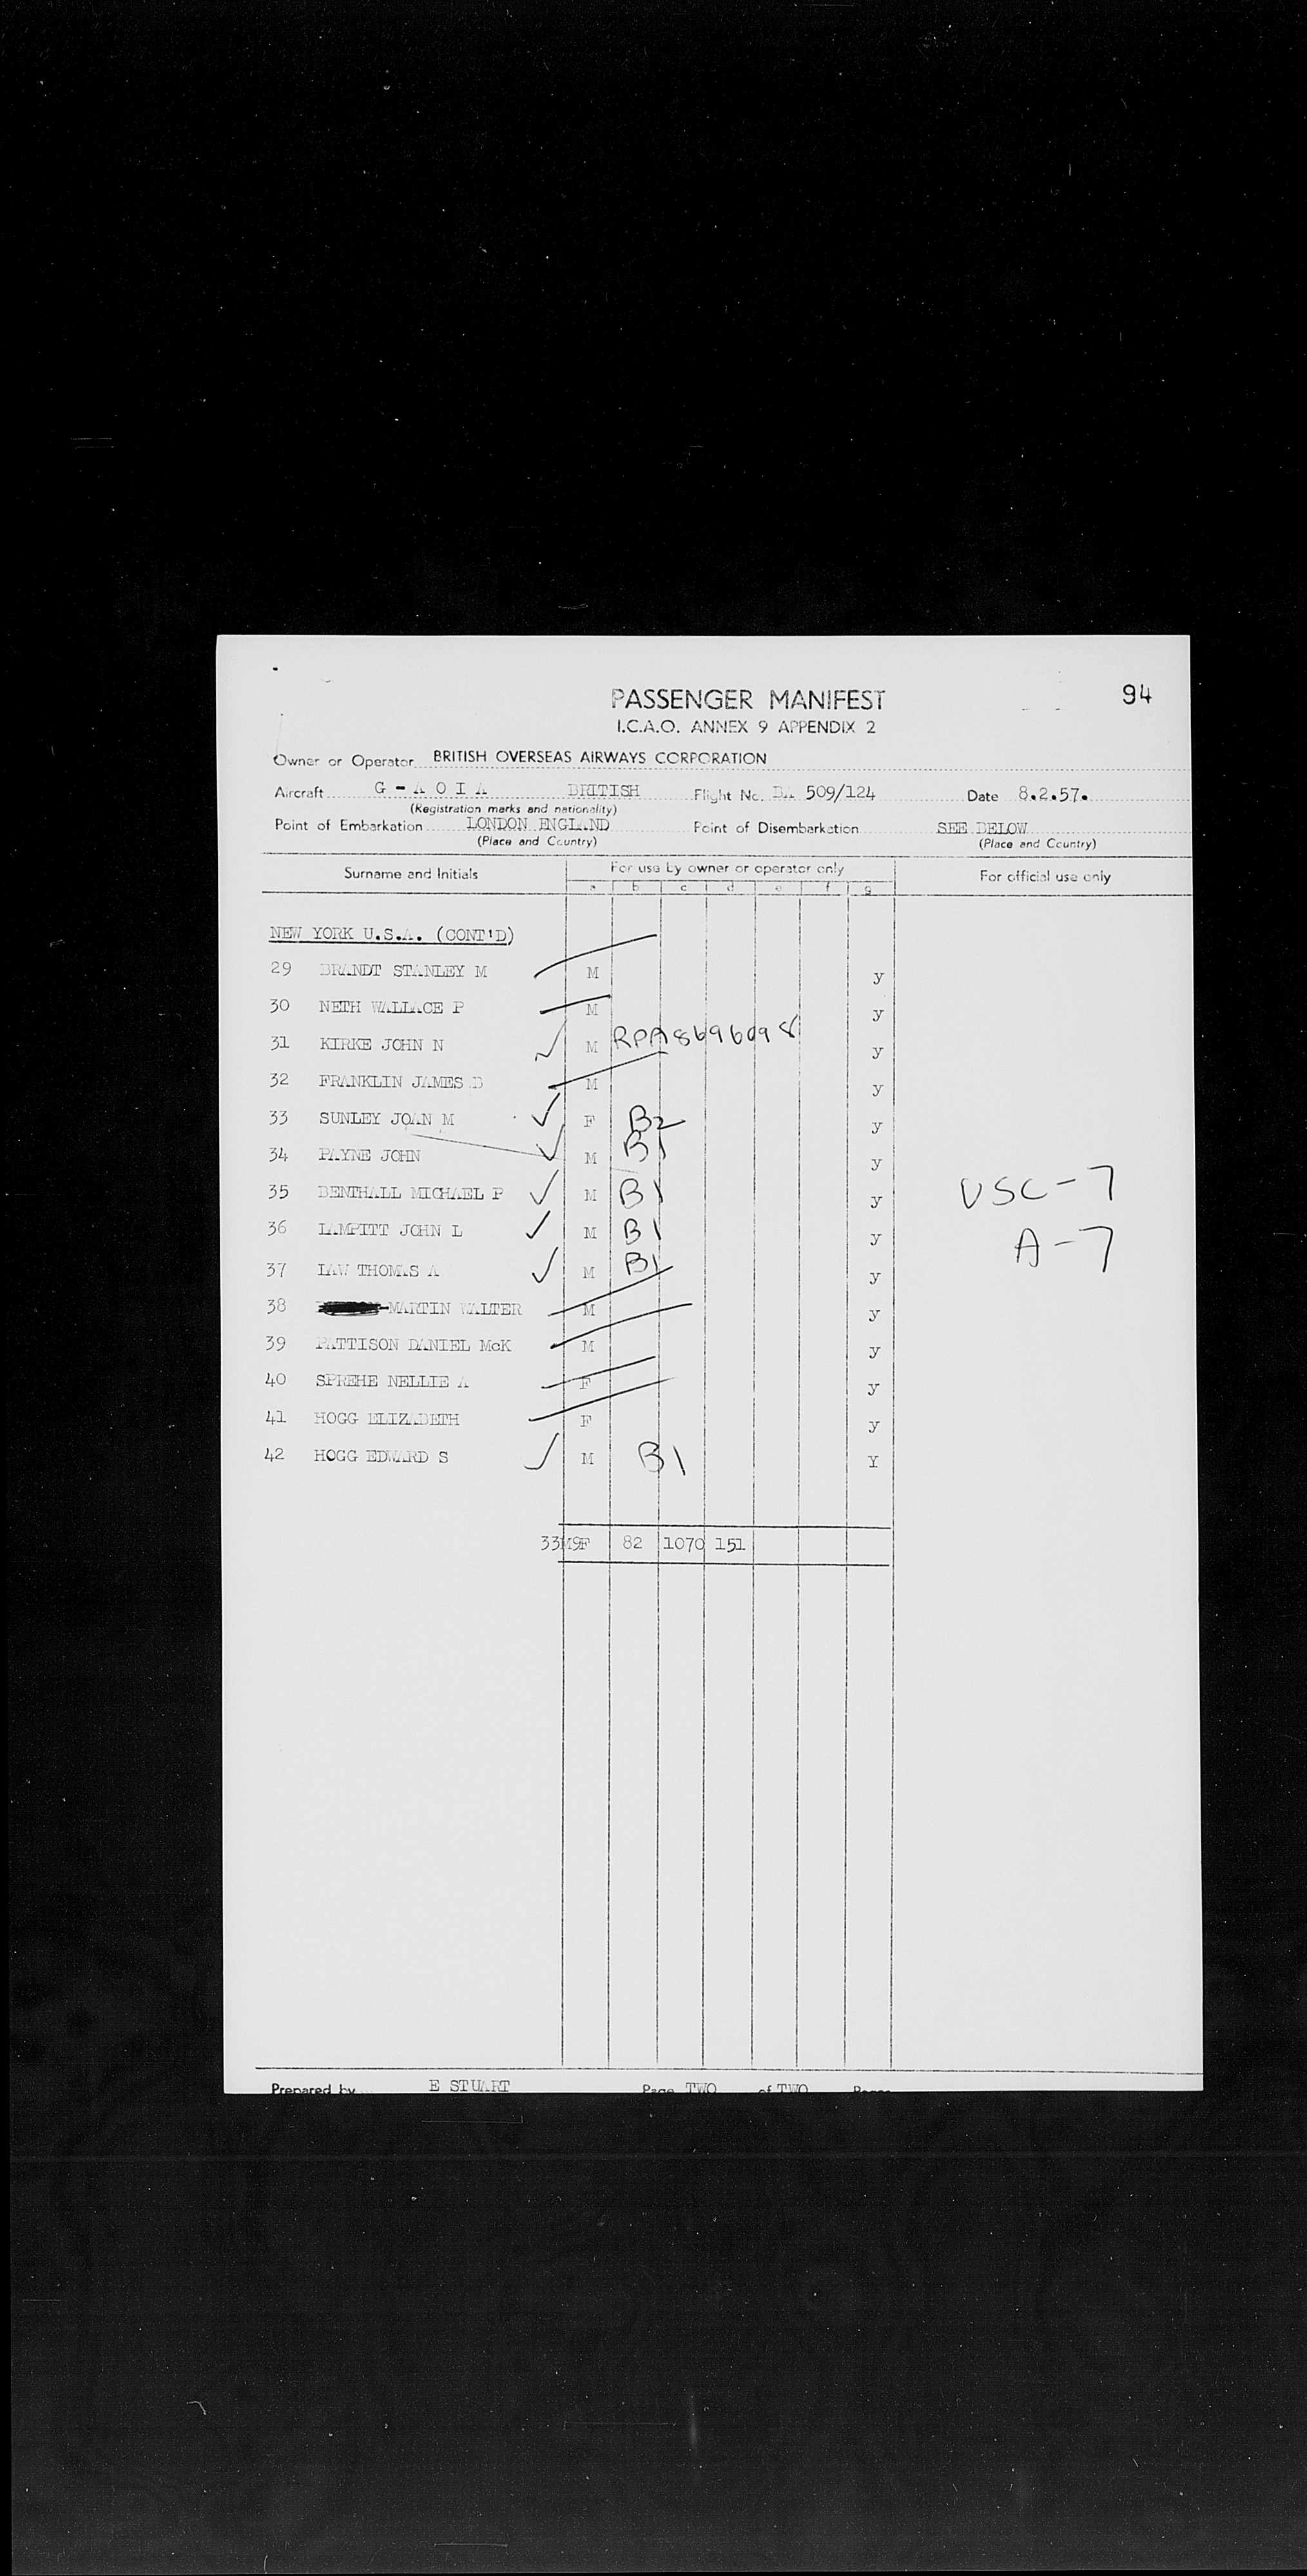 PASSENGER MANIFEST 94
I.C.A.O. ANNEX 9 APPENDIX 2
Owner or Operator BRITISH OVERSEAS AIRWAYS CORPORATION
Aircraft G - A O I A BRITISH Flight No. BA 509/124 Date 8.2.57.
(Registration marks and nationality)
Point of Embarkation LONDON ENGLAND Point of Disembarkation SEE BELOW
(Place and Country) (Place and Country)
Surname and Initials For use by owner or operator only For official use only
a b c d e f g
NEW YORK U.S.A. (CONT'D)
29 BRANDT STANLEY M M y
30 NETH WALLACE P M y
31 KIRKE JOHN N M RPA8696098 y
32 FRANKLIN JAMES B M y
33 SUNLEY JOAN M F B2 y
34 PAYNE JOHN M B1 y
35 BENTHALL MICHAEL P M B1 y
USC-7
36 LAMPITT JOHN L M B1 y
A-7
37 LAW THOMAS A M B1 y
38 MARTIN WALTER M y
39 PATTISON DANIEL McK M y
40 SPREHE NELLIE A F y
41 HOGG ELIZABETH F y
42 HOGG EDWARD S M B1 Y
33M9F 82 1070 151
Prepared by E STUART Page TWO of TWO Pages